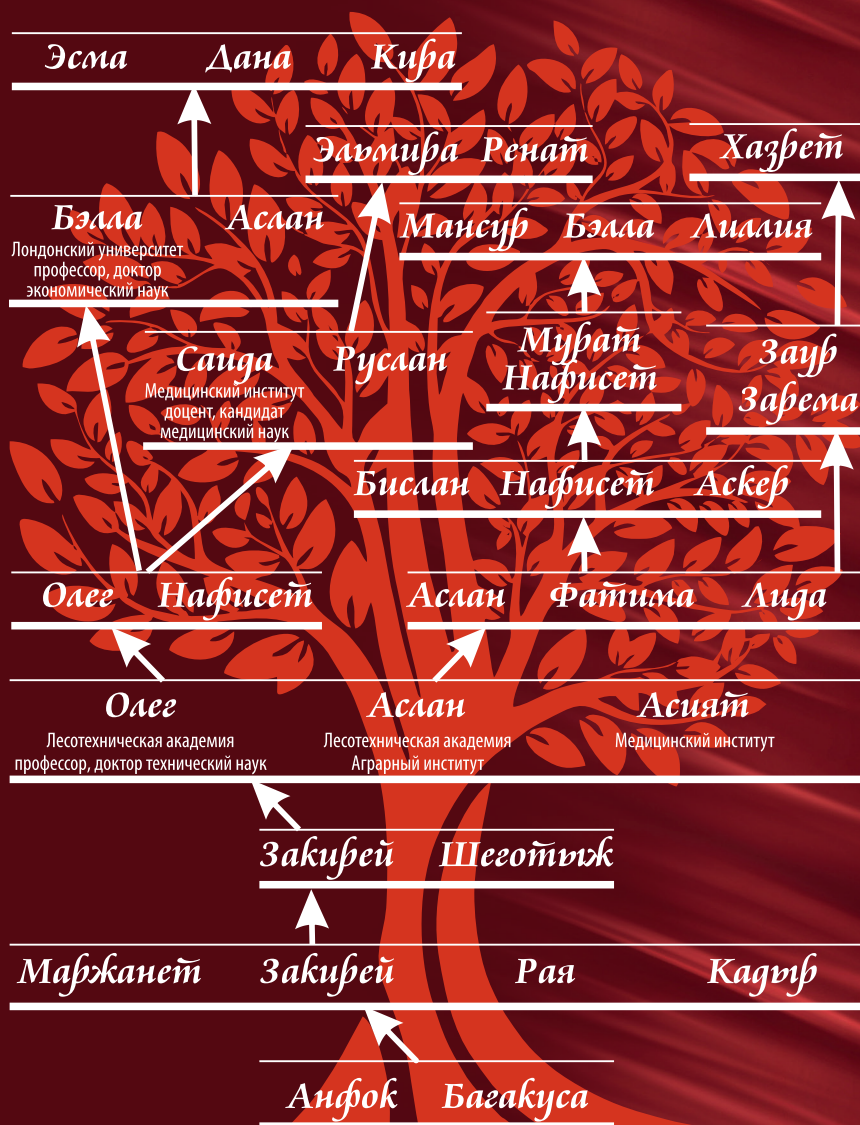 Эсма Дана Кира
Эльмира Ренат
Хазрет
Бэлла Аслан
Лондонский университет
профессор, доктор
экономический наук
Мансур Бэлла Лиллия
Саида Руслан
Медицинский институт
доцент, кандидат
медицинский наук
Мурат
Нафисет
Заур
Зарема
Бислан Нафисет Аскер
Олег Нафисет
Аслан Фатима Лида
Олег
Лесотехническая академия
профессор, доктор технический наук
Аслан
Лесотехническая академия
Аграрный институт
Асият
Медицинский институт
Закирей Шеготыж
Маржанет Закирей Рая Кадыр
Анфок Багакуса